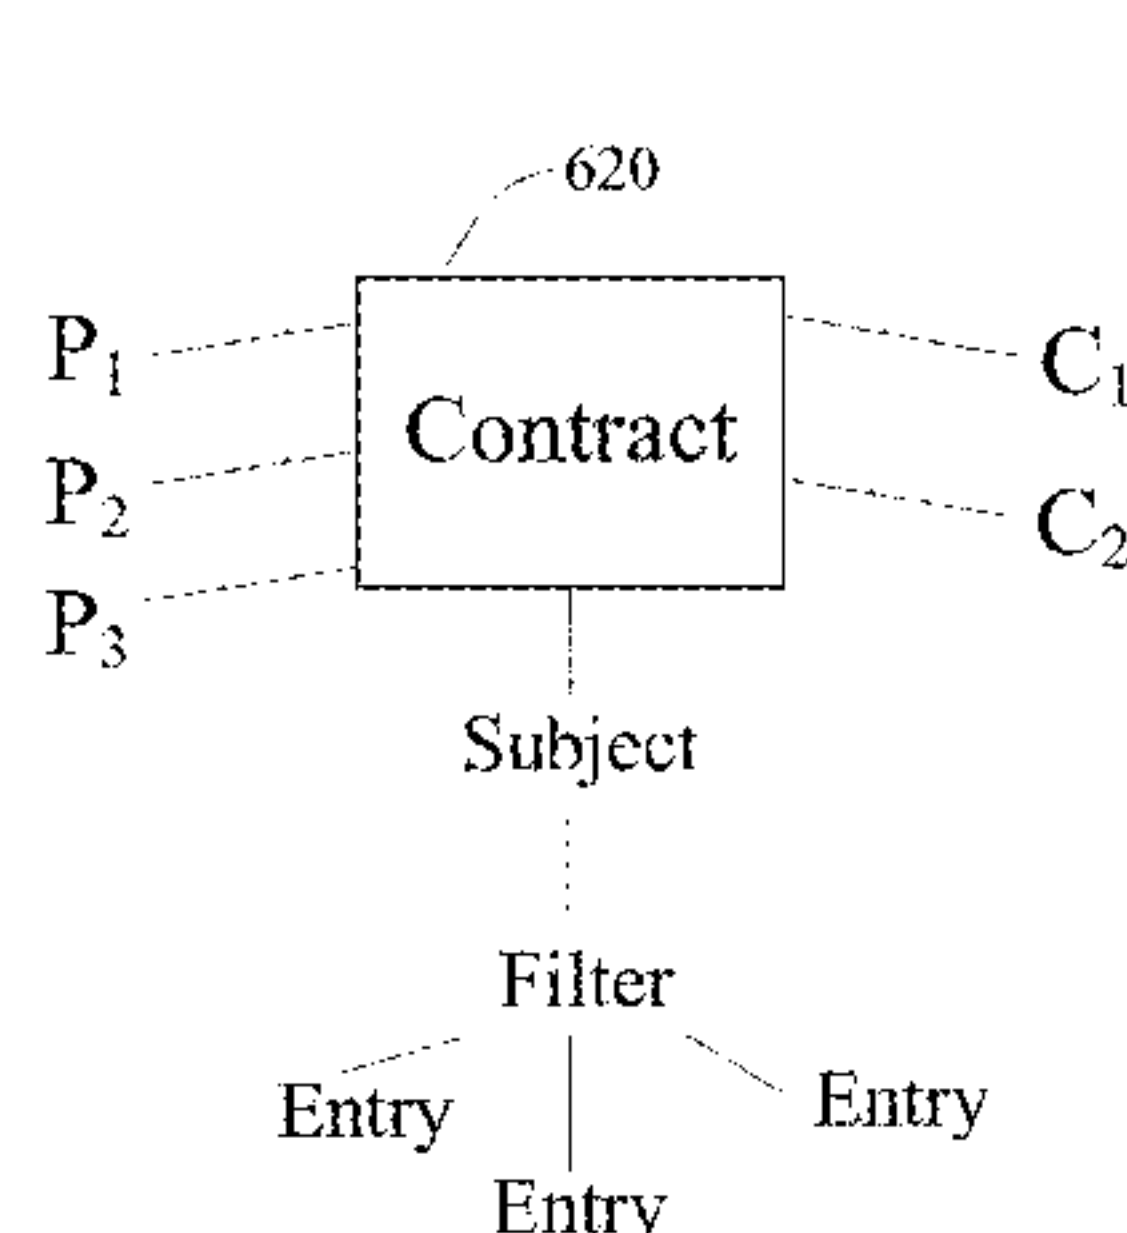 620
P₁
C₁
Contract
P₂
C₂
P₃
Subject
Filter
Entry
Entry
Entry